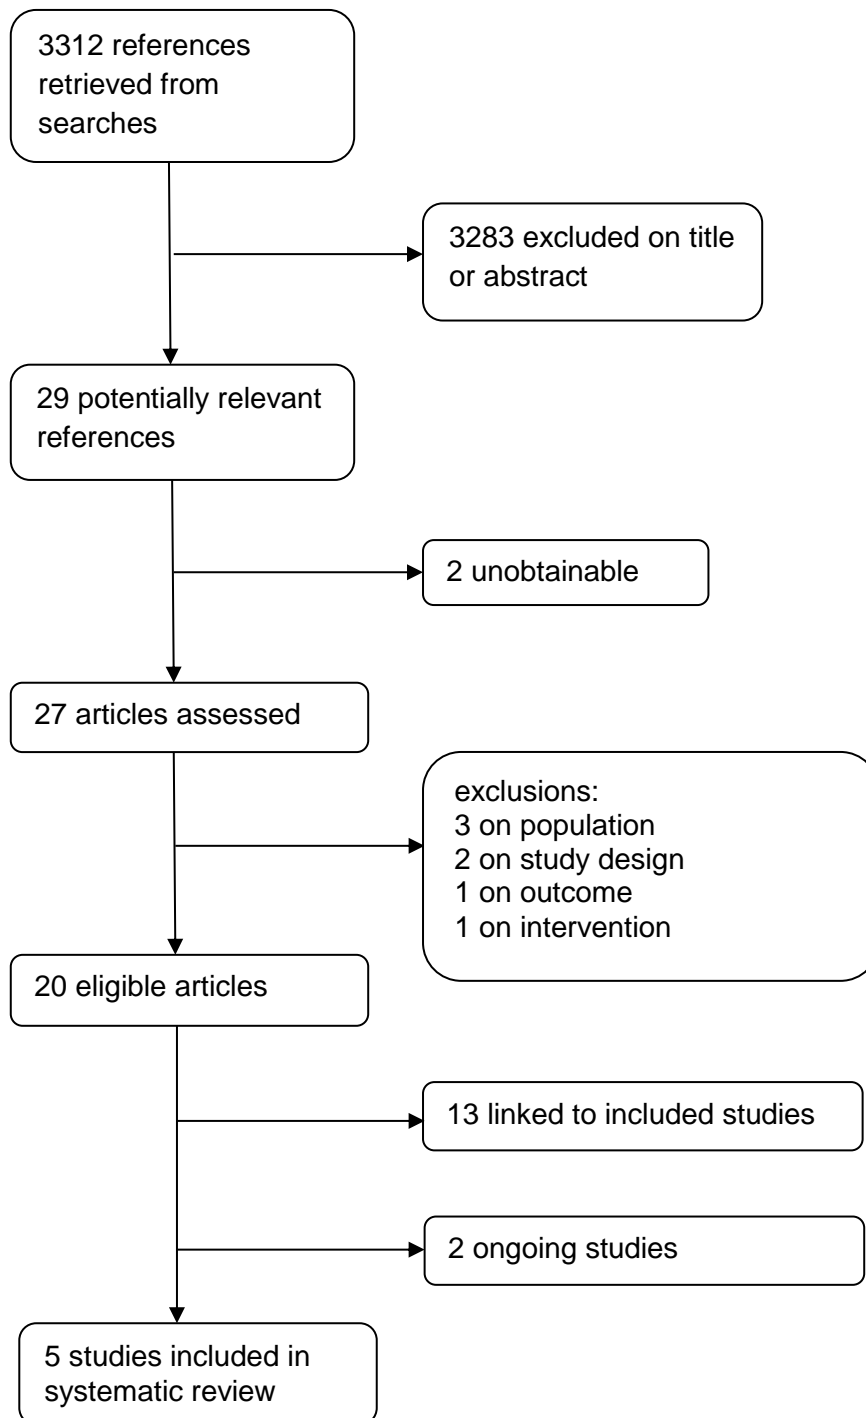 3312 references
retrieved from
searches
3283 excluded on title
or abstract
29 potentially relevant
references
2 unobtainable
27 articles assessed
exclusions:
3 on population
2 on study design
1 on outcome
1 on intervention
20 eligible articles
13 linked to included studies
2 ongoing studies
5 studies included in
systematic review